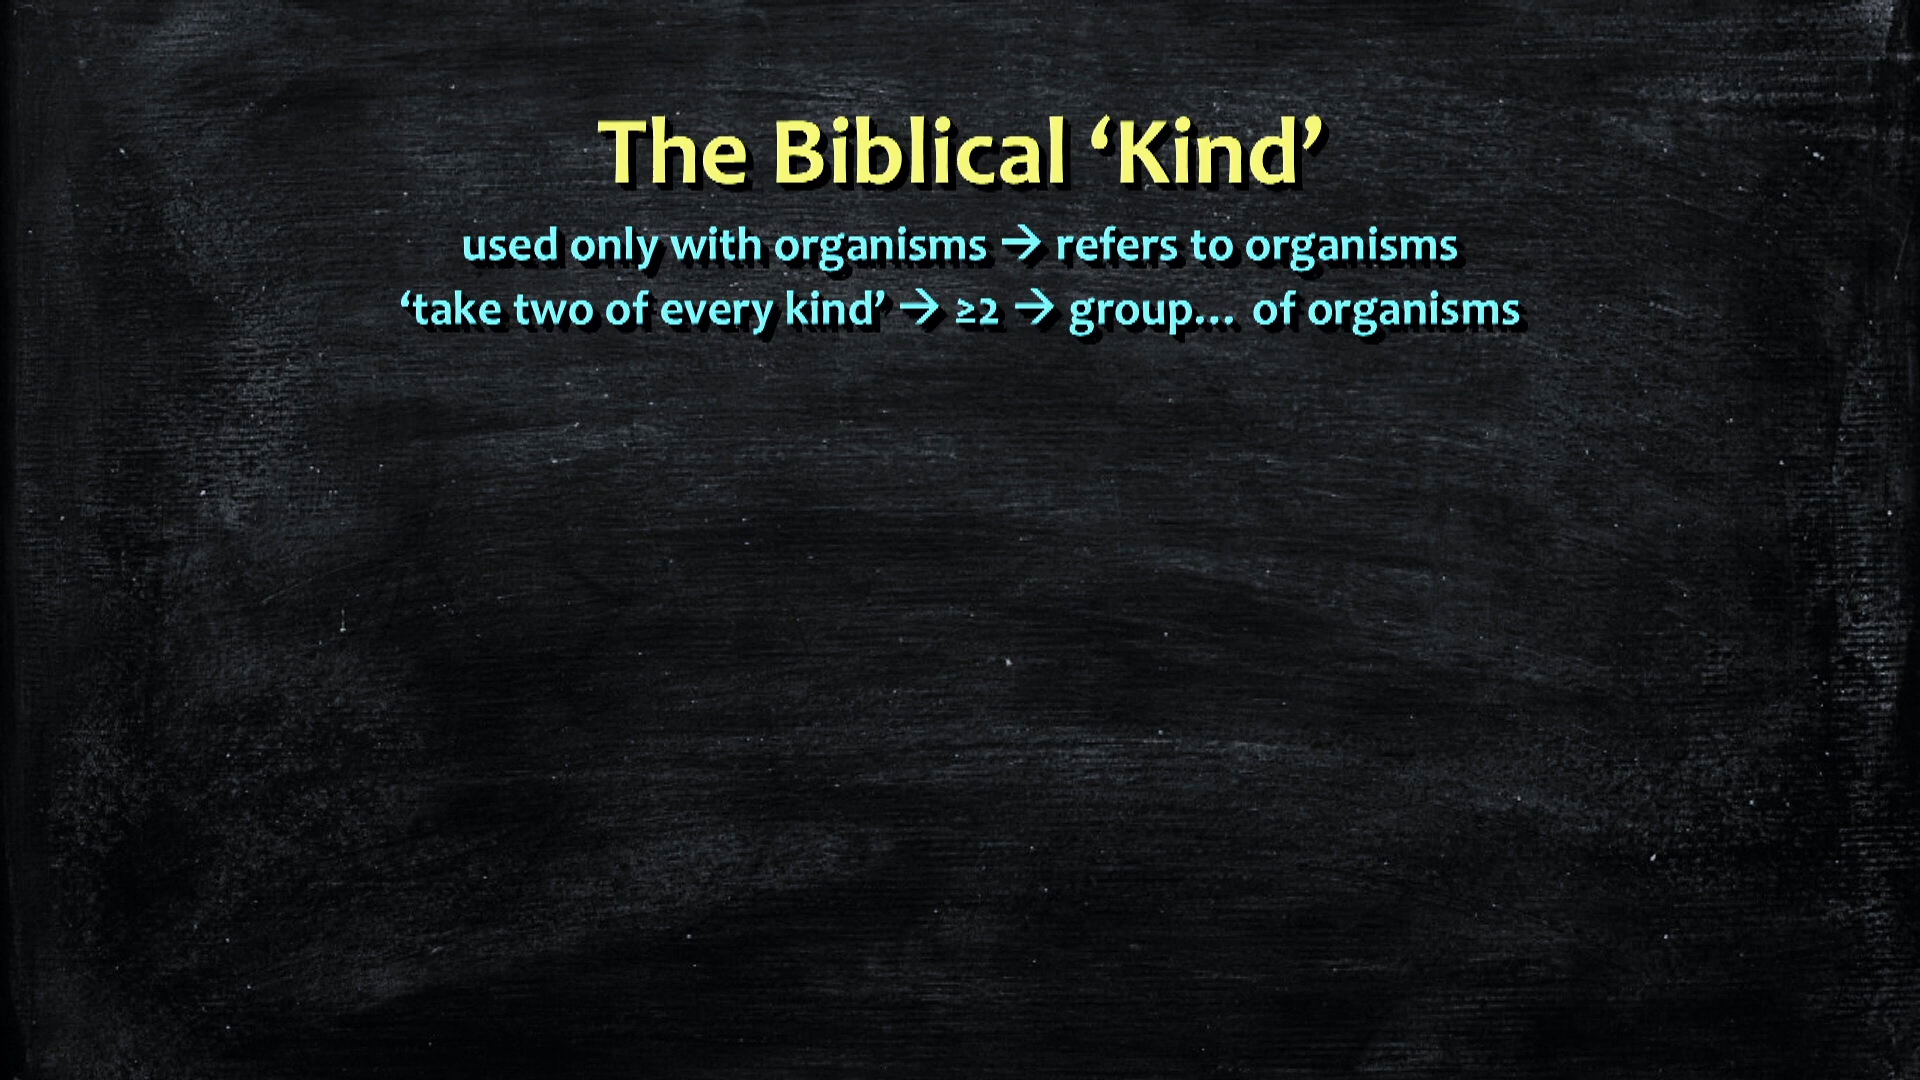 The Biblical ‘Kind’
used only with organisms → refers to organisms
‘take two of every kind’ → ≥2 → group… of organisms